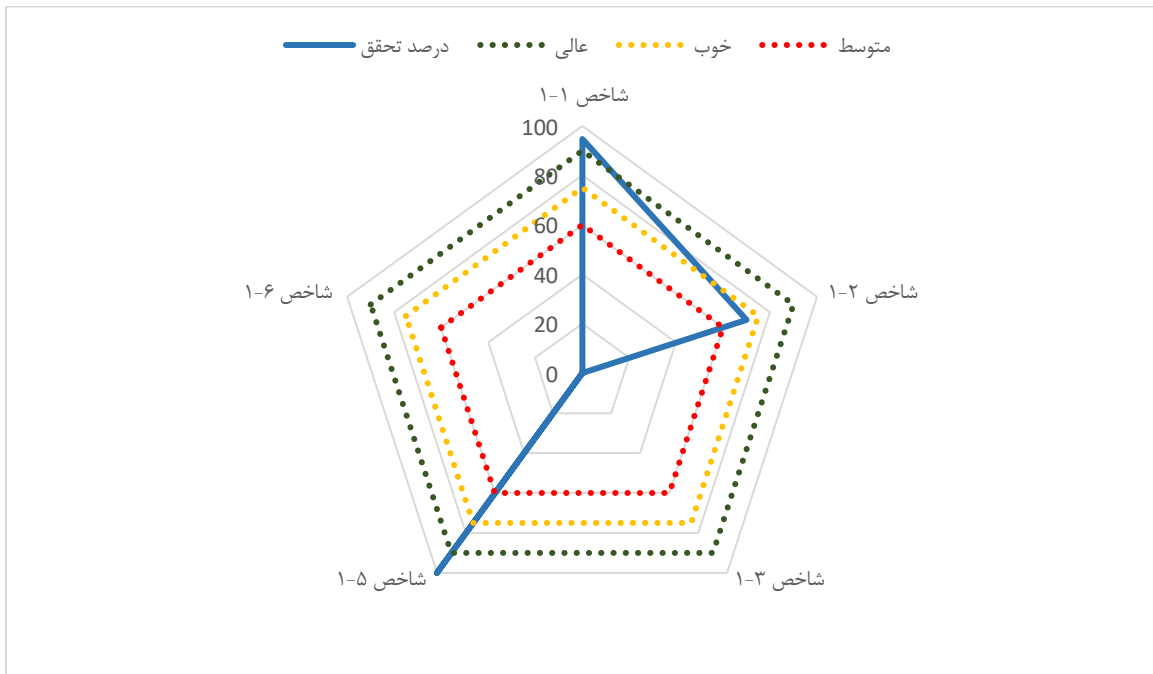 درصد تحقق
عالی
خوب
متوسط
شاخص ۱-۱
100
80
60
40
20
0
شاخص ۱-۲
شاخص ۱-۳
شاخص ۱-۵
شاخص ۱-۶